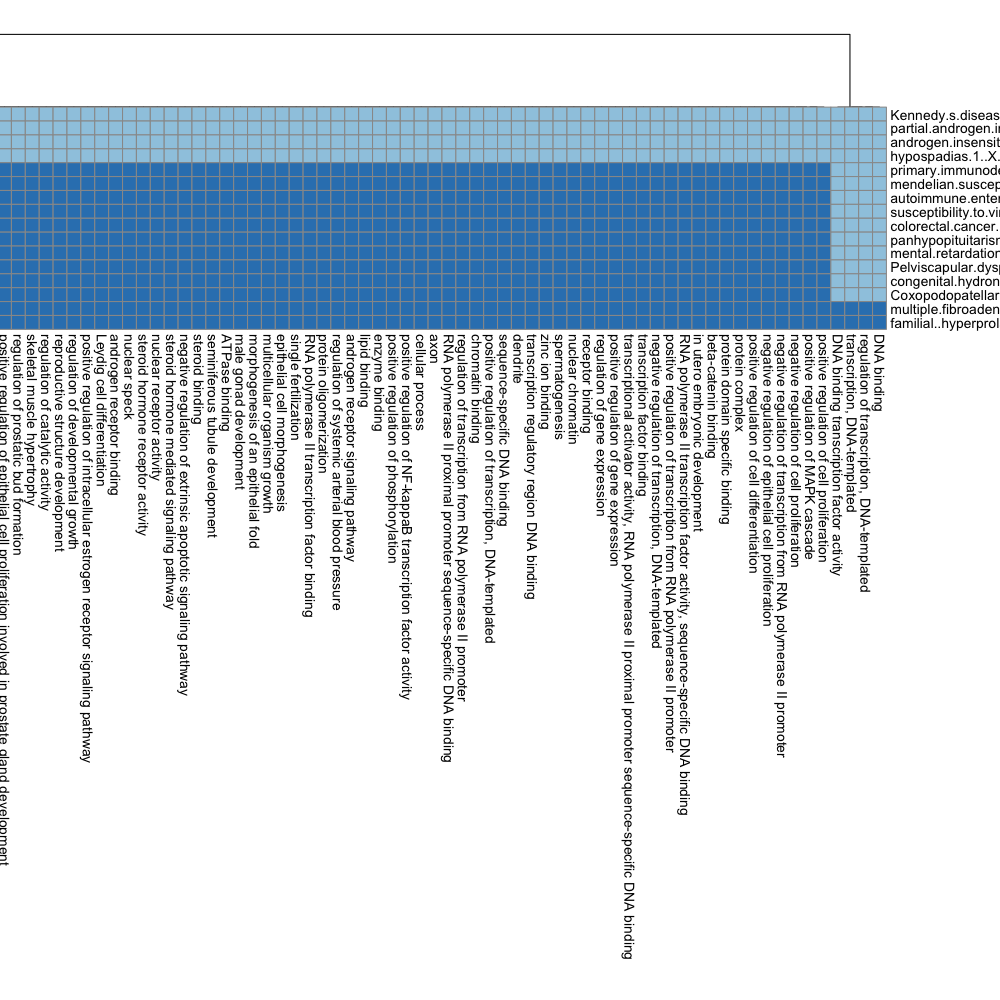 Kennedy.s.diseas
partial.androgen.in
androgen.insensit
hypospadias.1..X.
primary.immunode
mendelian.suscep
autoimmune.enter
susceptibility.to.vir
colorectal.cancer.
panhypopituitarism
mental.retardation
Pelviscapular.dysp
congenital.hydron
Coxopodopatellar
multiple.fibroaden
familial..hyperprol
positive regulation of epithelial cell proliferation involved in prostate gland development
regulation of prostatic bud formation
skeletal muscle hypertrophy
regulation of catalytic activity
reproductive structure development
regulation of developmental growth
positive regulation of intracellular estrogen receptor signaling pathway
Leydig cell differentiation
androgen receptor binding
nuclear speck
steroid hormone receptor activity
nuclear receptor activity
steroid hormone mediated signaling pathway
negative regulation of extrinsic apoptotic signaling pathway
steroid binding
seminiferous tubule development
ATPase binding
male gonad development
morphogenesis of an epithelial fold
multicellular organism growth
epithelial cell morphogenesis
single fertilization
RNA polymerase II transcription factor binding
protein oligomerization
regulation of systemic arterial blood pressure
androgen receptor signaling pathway
lipid binding
enzyme binding
positive regulation of phosphorylation
positive regulation of NF-kappaB transcription factor activity
cellular process
axon
RNA polymerase II proximal promoter sequence-specific DNA binding
regulation of transcription from RNA polymerase II promoter
chromatin binding
positive regulation of transcription, DNA-templated
sequence-specific DNA binding
dendrite
transcription regulatory region DNA binding
zinc ion binding
spermatogenesis
nuclear chromatin
receptor binding
regulation of gene expression
positive regulation of gene expression
transcriptional activator activity, RNA polymerase II proximal promoter sequence-specific DNA binding
transcription factor binding
negative regulation of transcription, DNA-templated
positive regulation of transcription from RNA polymerase II promoter
RNA polymerase II transcription factor activity, sequence-specific DNA binding
in utero embryonic development
beta-catenin binding
protein domain specific binding
protein complex
positive regulation of cell differentiation
negative regulation of epithelial cell proliferation
negative regulation of transcription from RNA polymerase II promoter
negative regulation of cell proliferation
positive regulation of MAPK cascade
positive regulation of cell proliferation
DNA binding transcription factor activity
transcription, DNA-templated
regulation of transcription, DNA-templated
DNA binding